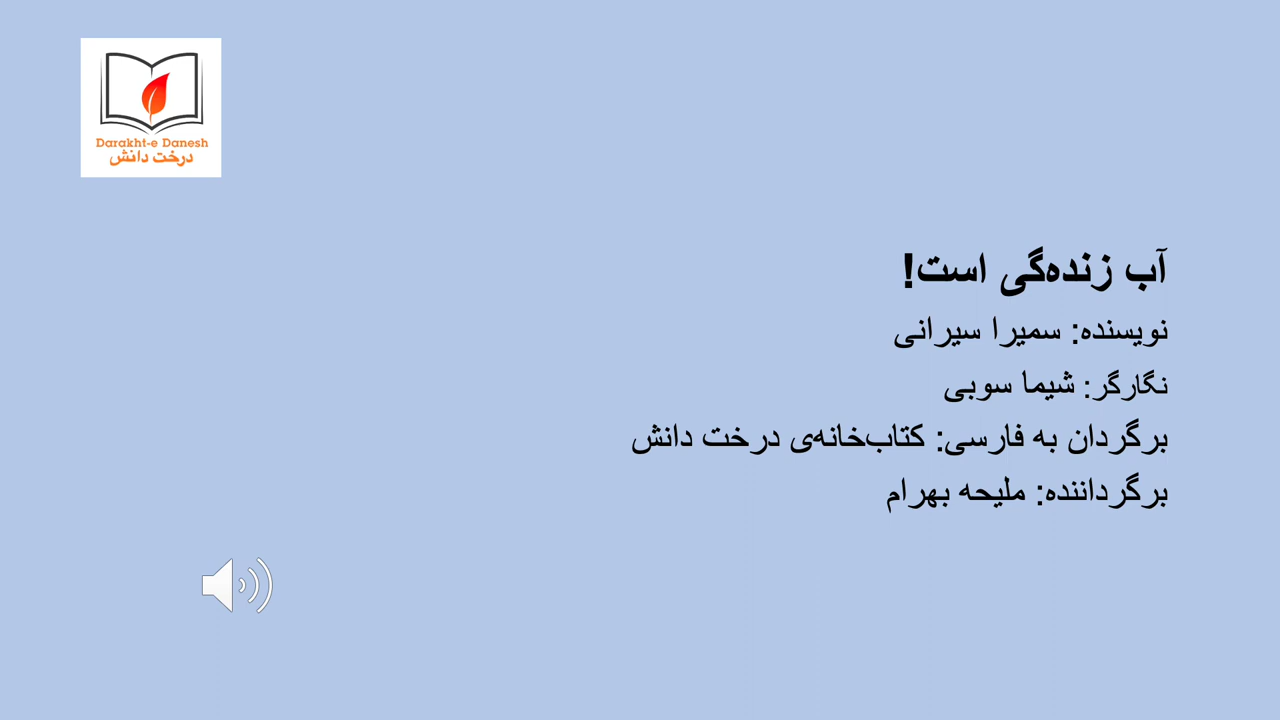 Darakht-e Danesh
درخت دانش
آب زنده‌گی است!
نویسنده: سمیرا سیرانی
نگارگر: شیما سوبی
برگردان به فارسی: کتاب‌خانه‌ی درخت دانش
برگرداننده: ملیحه بهرام